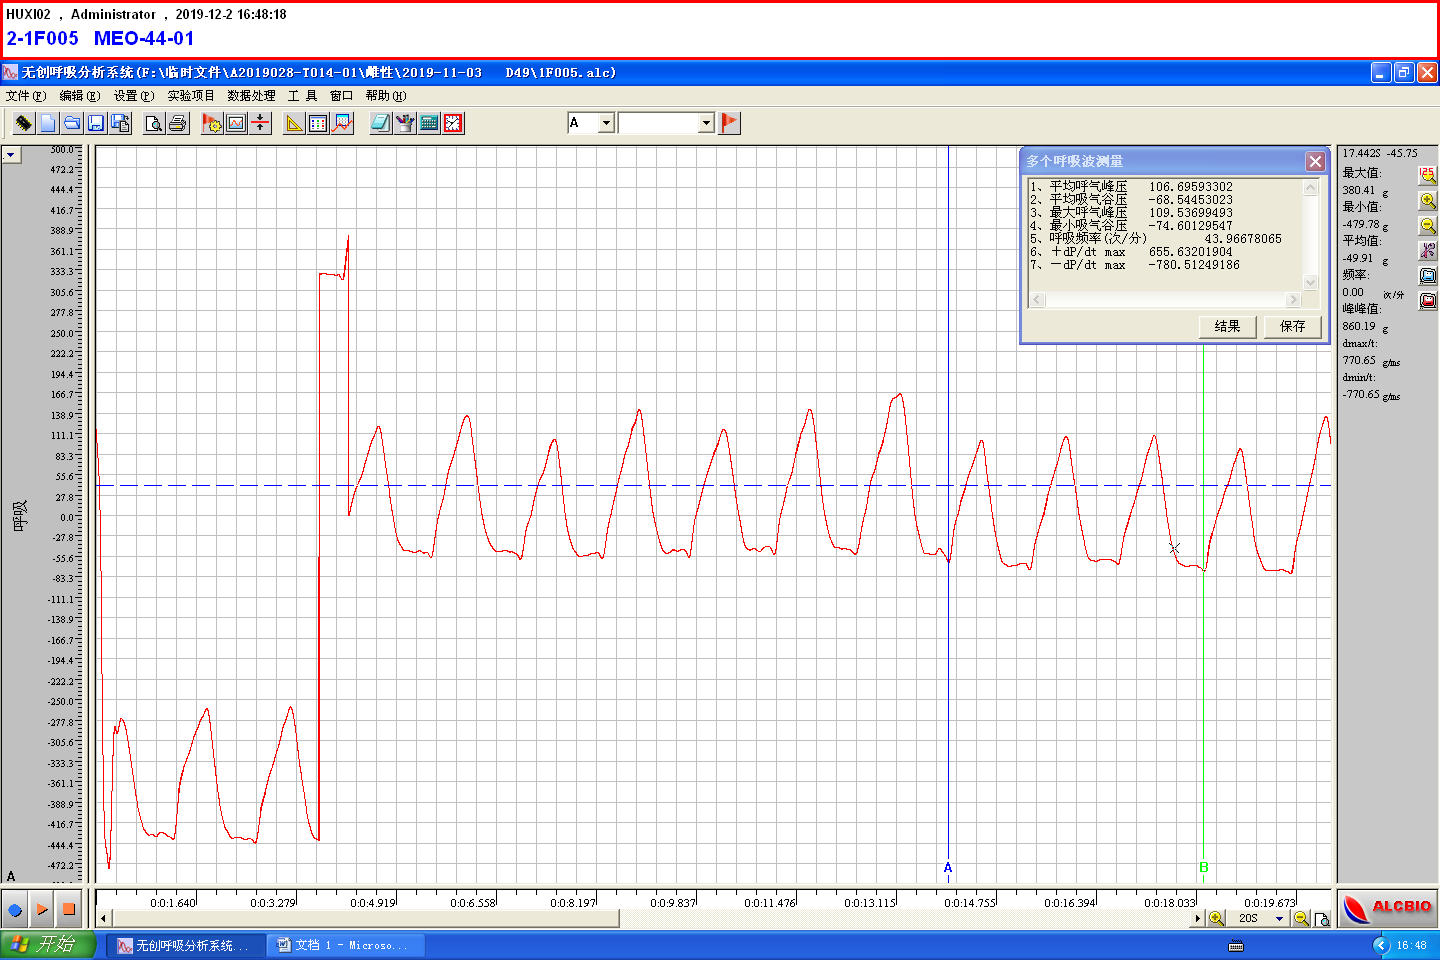 HUXI02 , Administrator , 2019-12-2 16:48:18
2-1F005 MEO-44-01
无创呼吸分析系统(F:\临时文件\A2019028-T014-01\雌性\2019-11-03 D49\1F005.alc)
文件(F) 编辑(E) 设置(P) 实验项目 数据处理 工 具 窗口 帮助(H)
A
500.0
472.2
444.4
416.7
388.9
361.1
333.3
305.6
277.8
250.0
222.2
194.4
166.7
138.9
111.1
83.3
55.6
27.8
0.0
-27.8
-55.6
-83.3
-111.1
-138.9
-166.7
-194.4
-222.2
-250.0
-277.8
-305.6
-333.3
-361.1
-388.9
-416.7
-444.4
-472.2
呼吸
A
多个呼吸波测量
1、平均呼气峰压 106.69593302
2、平均吸气谷压 -68.54453023
3、最大呼气峰压 109.53699493
4、最小吸气谷压 -74.60129547
5、呼吸频率(次/分) 43.96678065
6、＋dP/dt max 655.63201904
7、－dP/dt max -780.51249186
结果 保存
17.442S -45.75
最大值:
380.41 g
最小值:
-479.78 g
平均值:
-49.91 g
频率:
0.00 次/分
峰峰值:
860.19 g
dmax/t:
770.65 g/ms
dmin/t:
-770.65 g/ms
125
A
B
0:0:1.640 0:0:3.279 0:0:4.919 0:0:6.558 0:0:8.197 0:0:9.837 0:0:11.476 0:0:13.115 0:0:14.755 0:0:16.394 0:0:18.033 0:0:19.673
20S
ALCBIO
开始 无创呼吸分析系统... 文档 1 - Microso... 16:48